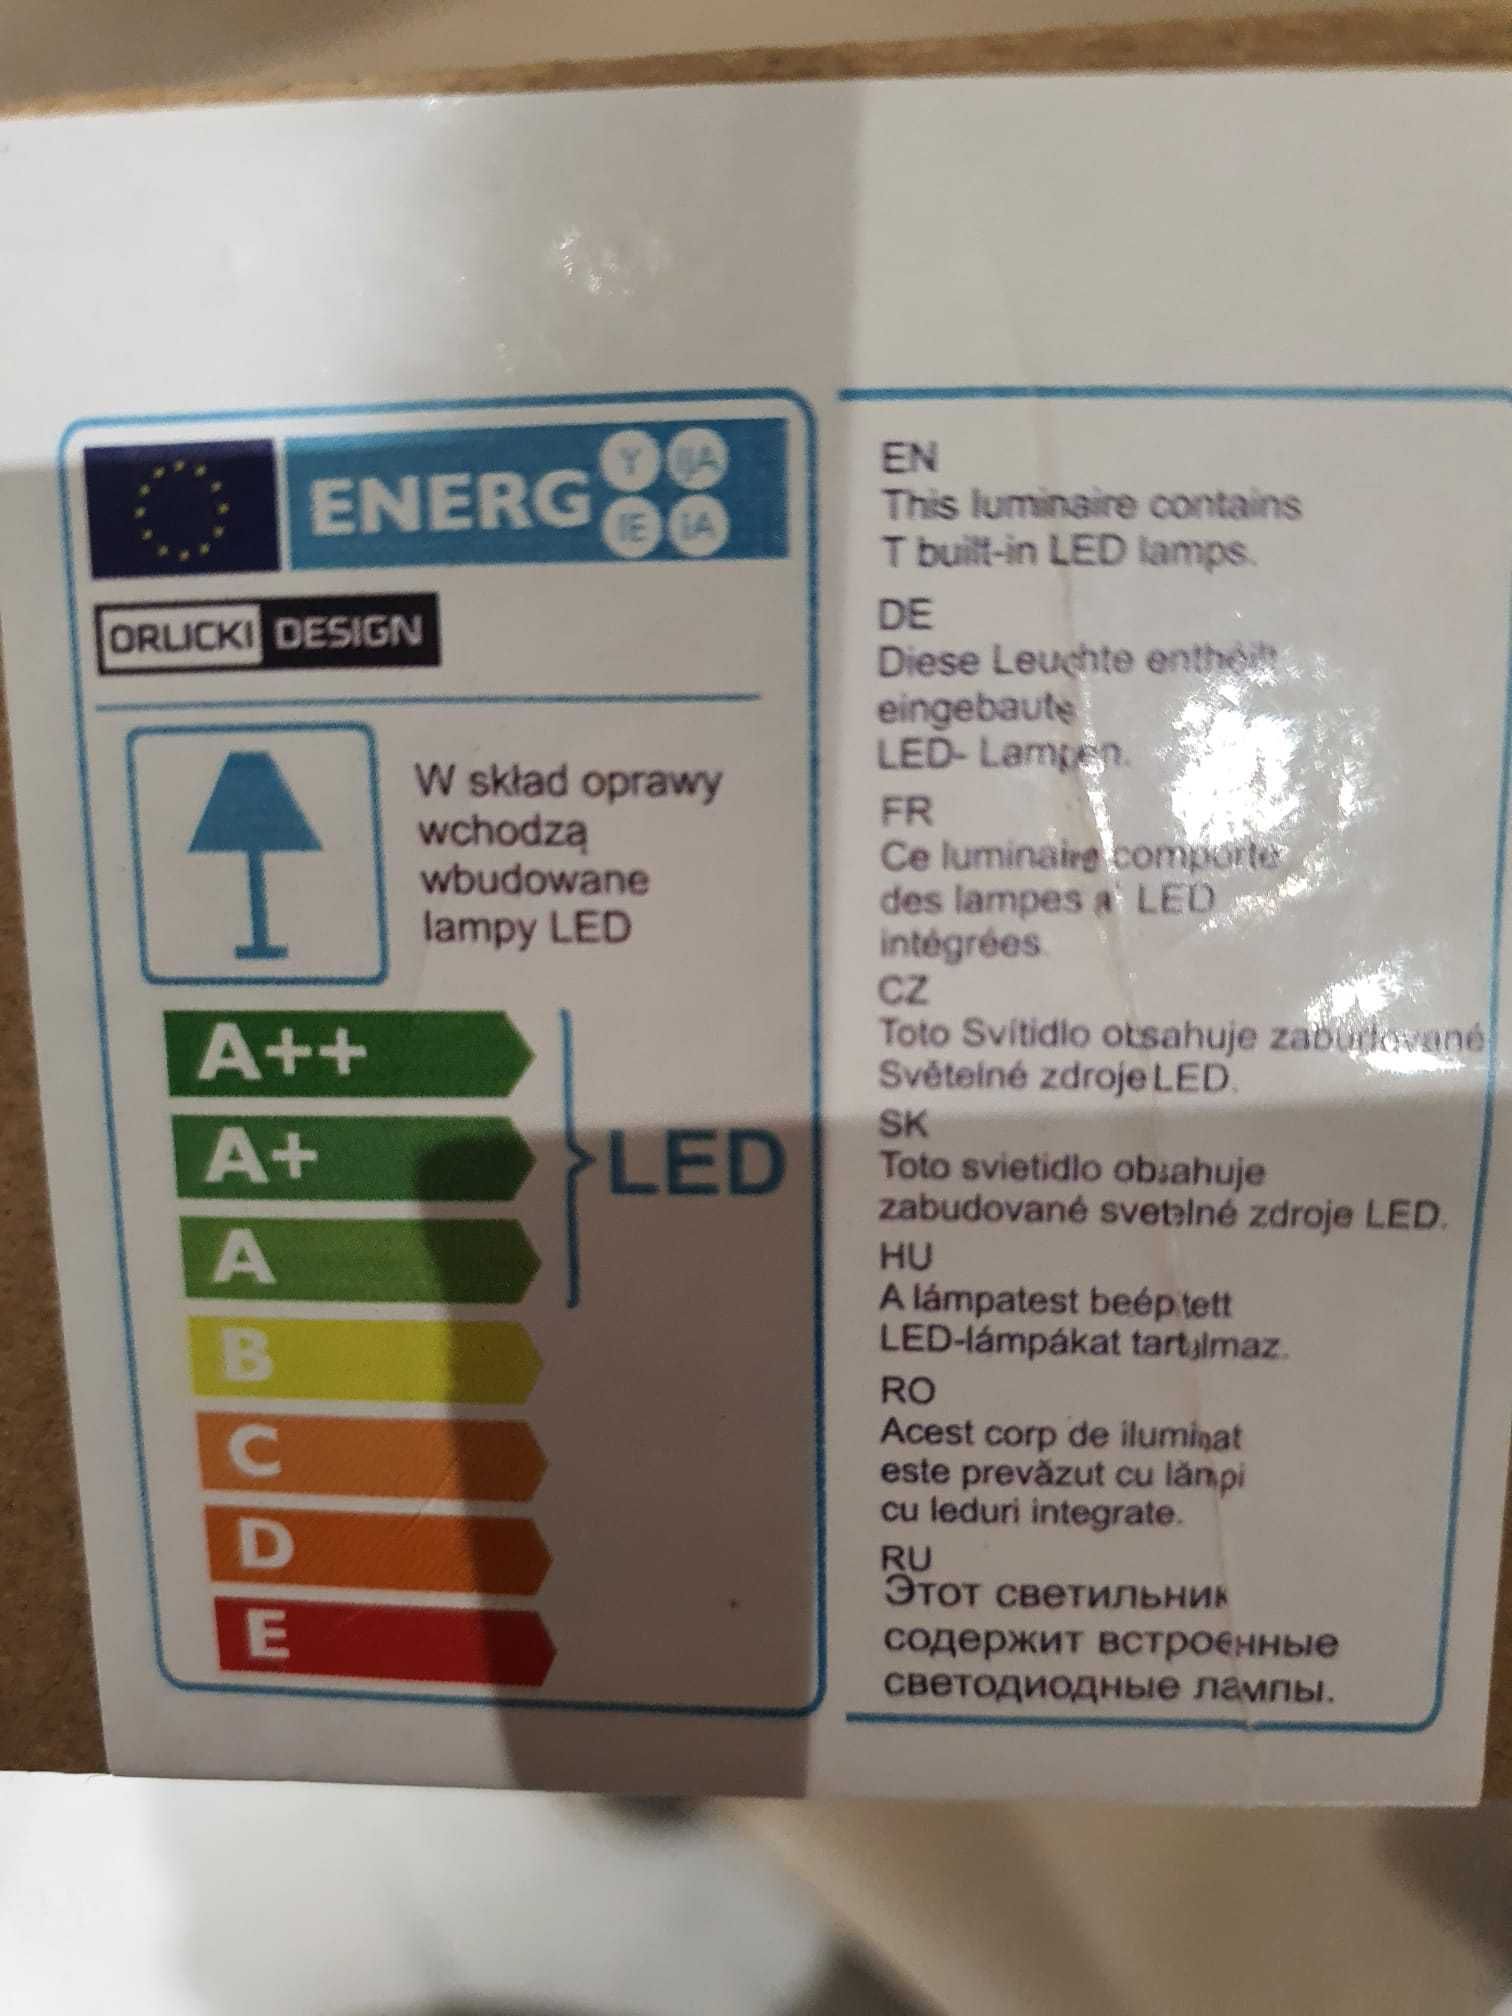 ENERG Y IJA IE IA
ORLICKI DESIGN
W skład oprawy
wchodzą
wbudowane
lampy LED
A++
A+
LED
A
B
C
D
E
EN
This luminaire contains
T built-in LED lamps.
DE
Diese Leuchte
eingebaute
LED- Lampen.
FR
Ce luminaire comporte
des lampes a' LED
intégrées.
CZ
Toto Svítidlo obsahuje zabudované
Světelné zdroje LED.
SK
Toto svietidlo obsahuje
zabudované svetelné zdroje LED.
HU
A lámpatest beépített
LED-lámpákat tartalmaz.
RO
Acest corp de iluminat
este prevăzut cu lămpi
cu leduri integrate.
RU
Этот светильник
содержит встроенные
светодиодные лампы.